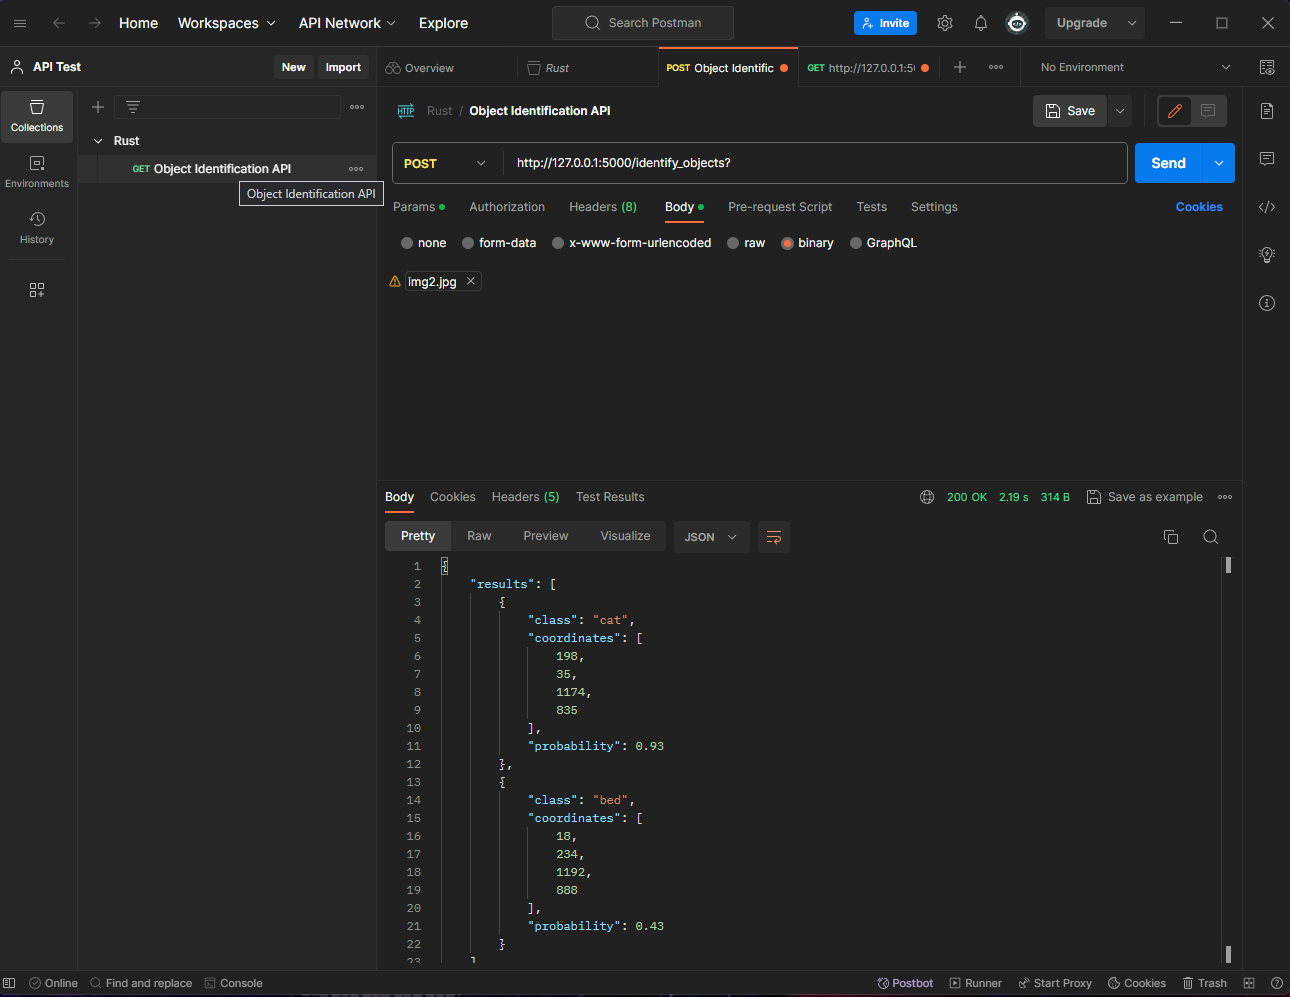 Home Workspaces API Network Explore Search Postman Invite Upgrade
API Test New Import Overview Rust POST Object Identific GET http://127.0.0.1:5( No Environment
Collections
Environments
History
Rust
GET Object Identification API
Object Identification API
HTTP Rust / Object Identification API Save
POST http://127.0.0.1:5000/identify_objects? Send
Params Authorization Headers (8) Body Pre-request Script Tests Settings Cookies
none form-data x-www-form-urlencoded raw binary GraphQL
img2.jpg
Body Cookies Headers (5) Test Results 200 OK 2.19 s 314 B Save as example
Pretty Raw Preview Visualize JSON
1 {
2 "results": [
3 {
4 "class": "cat",
5 "coordinates": [
6 198,
7 35,
8 1174,
9 835
10 ],
11 "probability": 0.93
12 },
13 {
14 "class": "bed",
15 "coordinates": [
16 18,
17 234,
18 1192,
19 888
20 ],
21 "probability": 0.43
22 }
23 ]
Online Find and replace Console Postbot Runner Start Proxy Cookies Trash